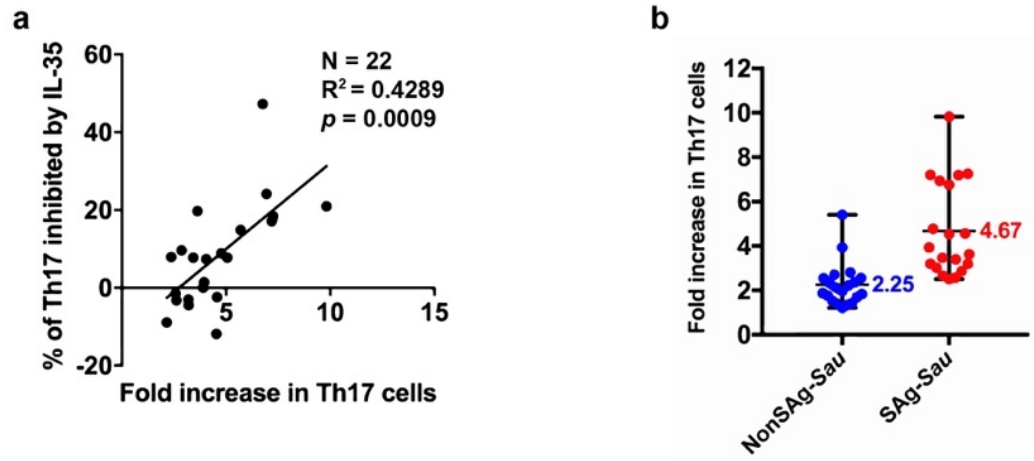 a
% of Th17 inhibited by IL-35
60
40
20
0
-20
5
10
15
N = 22
R² = 0.4289
p = 0.0009
Fold increase in Th17 cells
b
Fold increase in Th17 cells
12
10
8
6
4
2
0
2.25
4.67
NonSAg-Sau
SAg-Sau